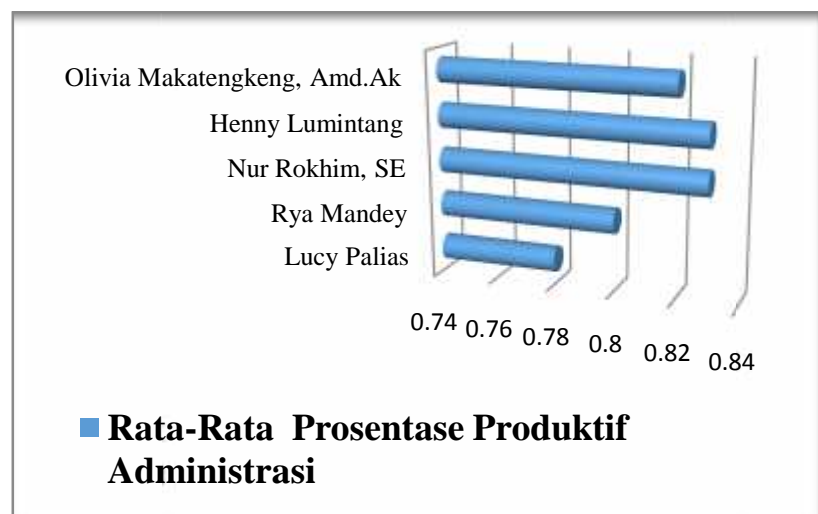 Olivia Makatengkeng, Amd.Ak
Henny Lumintang
Nur Rokhim, SE
Rya Mandey
Lucy Palias
0.74 0.76 0.78 0.8 0.82 0.84
Rata-Rata Prosentase Produktif
Administrasi